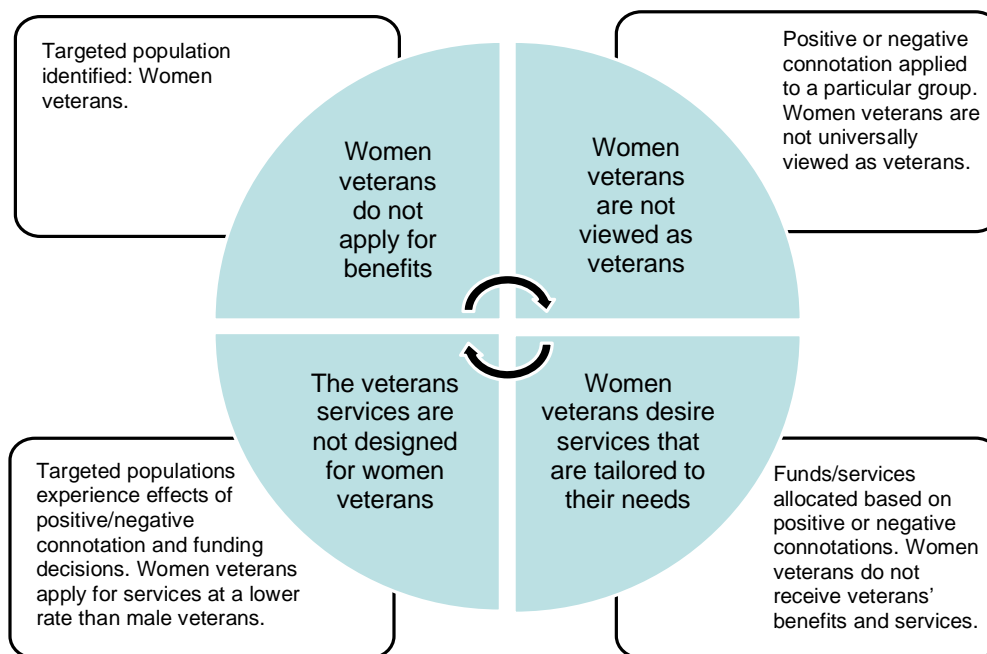 Targeted population
identified: Women
veterans.
Positive or negative
connotation applied
to a particular group.
Women veterans are
not universally
viewed as veterans.
Women
veterans
do not
apply for
benefits
Women
veterans
are not
viewed as
veterans
The veterans
services are
not designed
for women
veterans
Women
veterans desire
services that
are tailored to
their needs
Targeted populations
experience effects of
positive/negative
connotation and funding
decisions. Women veterans
apply for services at a lower
rate than male veterans.
Funds/services
allocated based on
positive or negative
connotations. Women
veterans do not
receive veterans’
benefits and services.